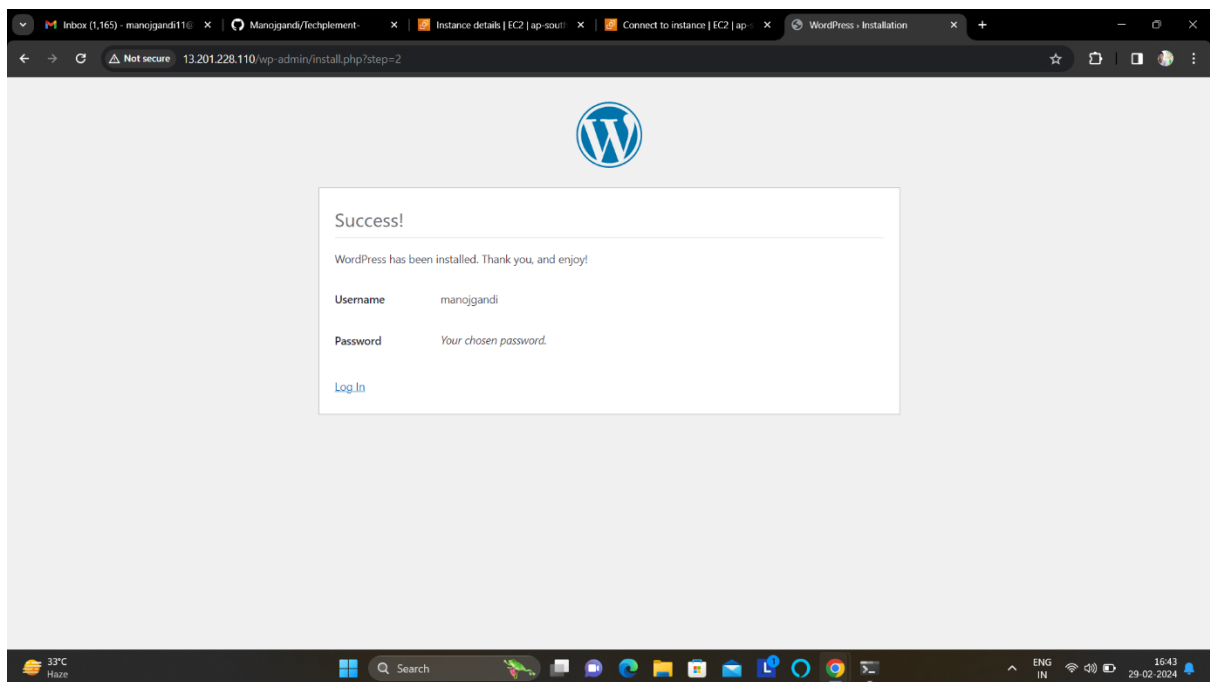 Inbox (1,165) - manojgandi11@
Manojgandi/Techplement-
Instance details | EC2 | ap-sout
Connect to instance | EC2 | ap-s
WordPress › Installation
Not secure 13.201.228.110/wp-admin/install.php?step=2
Success!
WordPress has been installed. Thank you, and enjoy!
Username manojgandi
Password Your chosen password.
Log In
33°C
Haze
Search
ENG
IN
16:43
29-02-2024